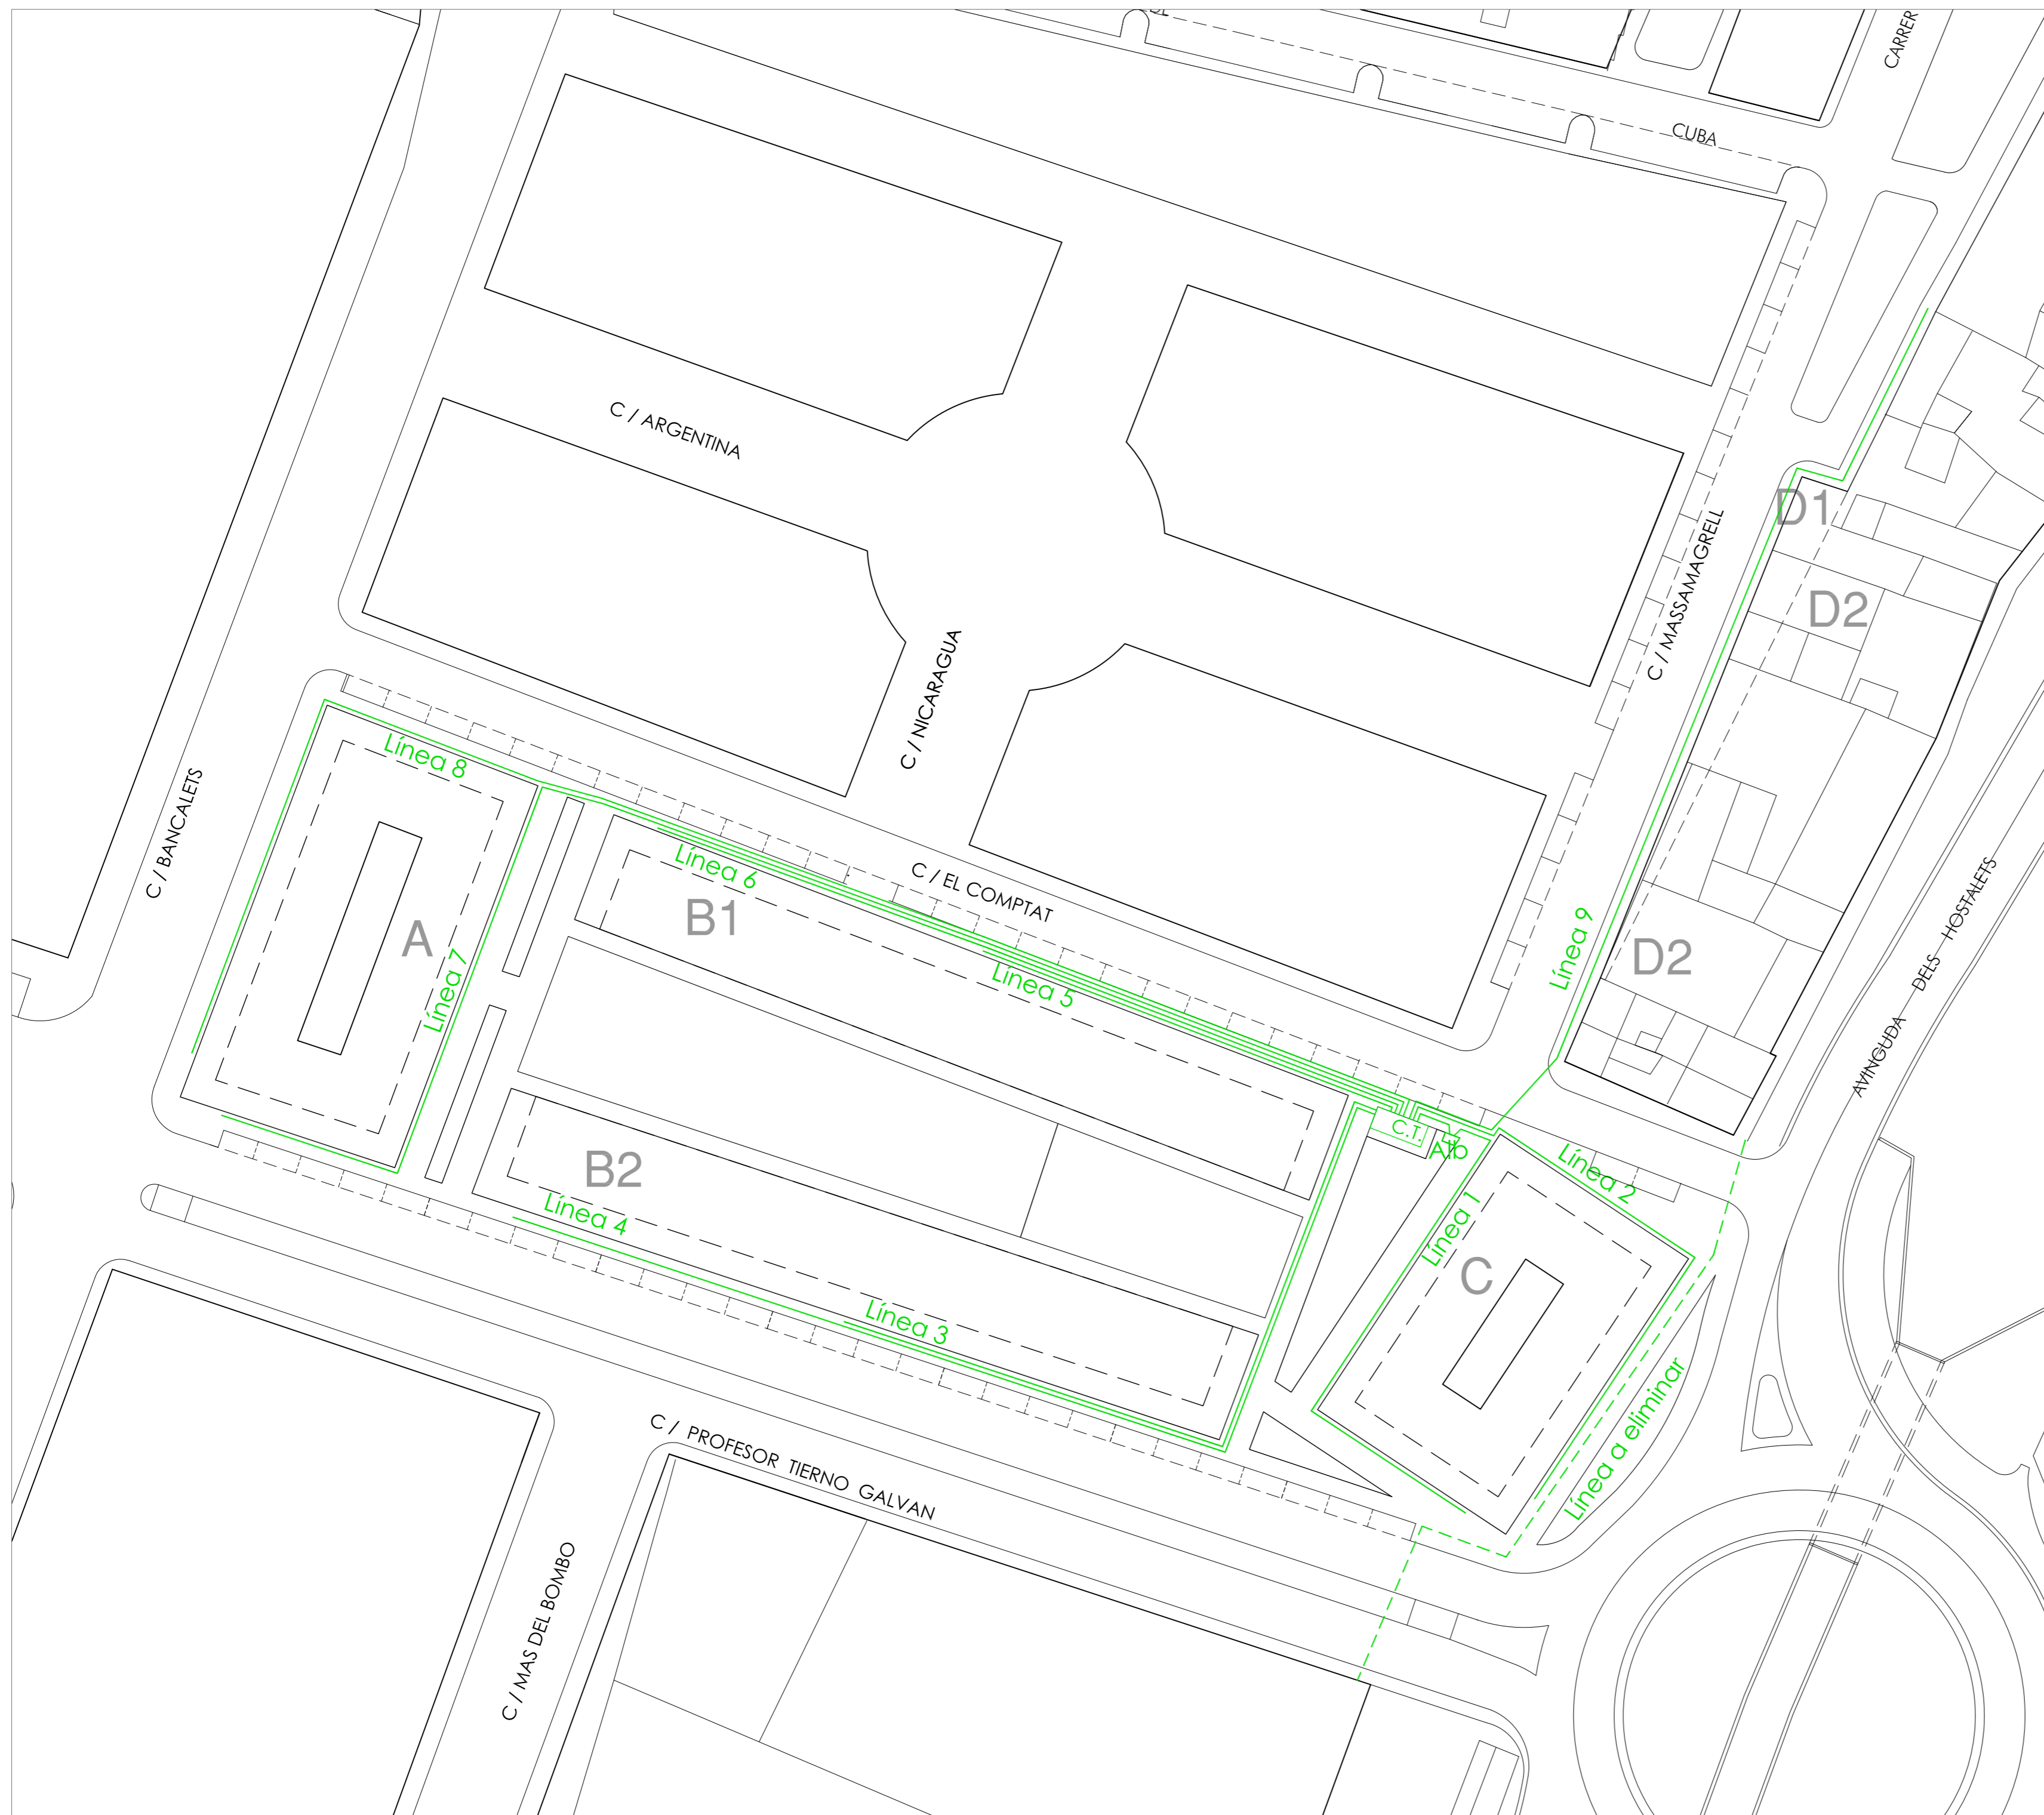 CARRER
CUBA
C / ARGENTINA
D1
C / MASSAMAGRELL
D2
C / NICARAGUA
Línea 8
C / BANCALETS
Línea 6
C / EL COMPTAT
B1
A
Línea 7
Línea 5
Línea 9
D2
AVINGUDA DELS HOSTALETS
C.T.
Alb
B2
Línea 2
Línea 4
Línea 1
C
Línea 3
Línea a eliminar
C / PROFESOR TIERNO GALVAN
C / MAS DEL BOMBO